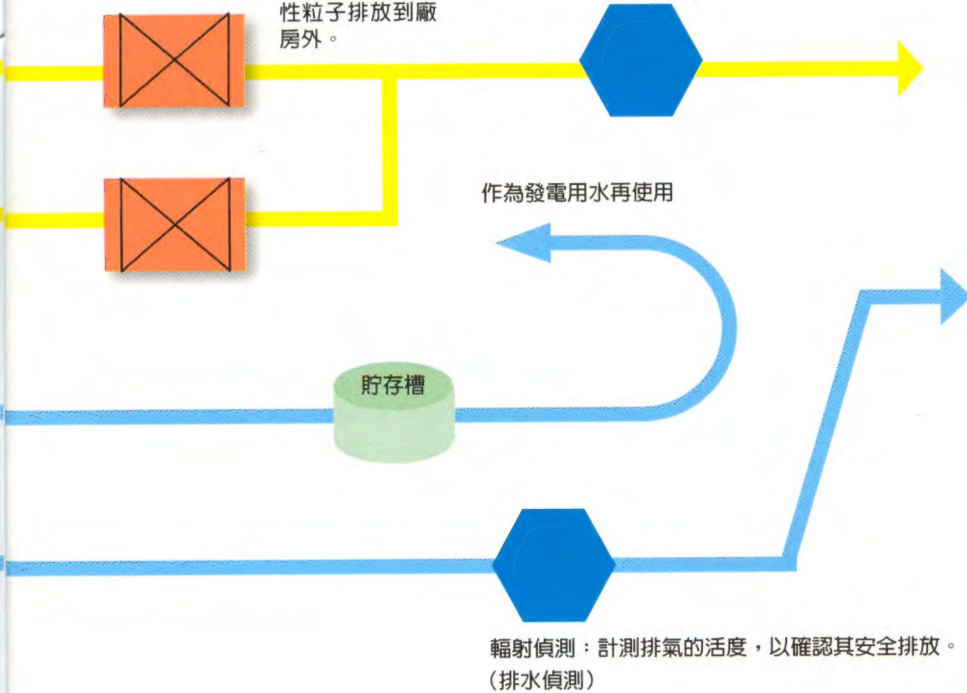 性粒子排放到廠
房外。
作為發電用水再使用
貯存槽
輻射偵測：計測排氣的活度，以確認其安全排放。
（排水偵測）